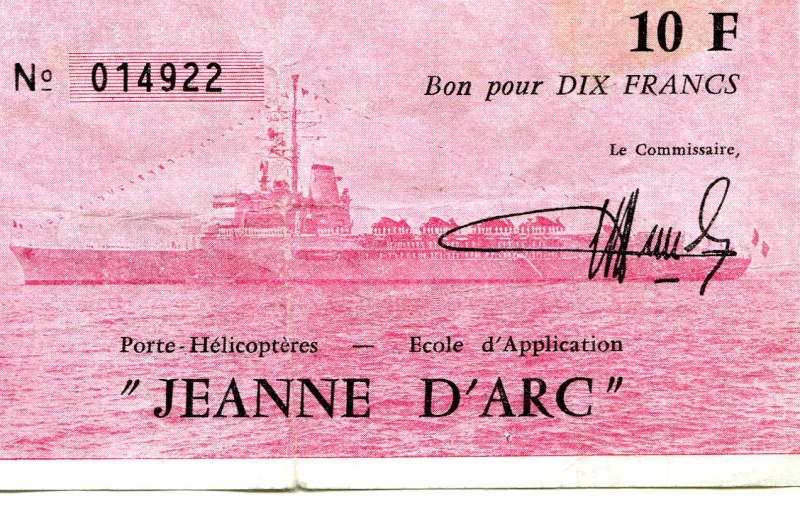 10 F
Nº 014922
Bon pour DIX FRANCS
Le Commissaire,
Porte-Hélicoptères — Ecole d'Application
"JEANNE D'ARC"